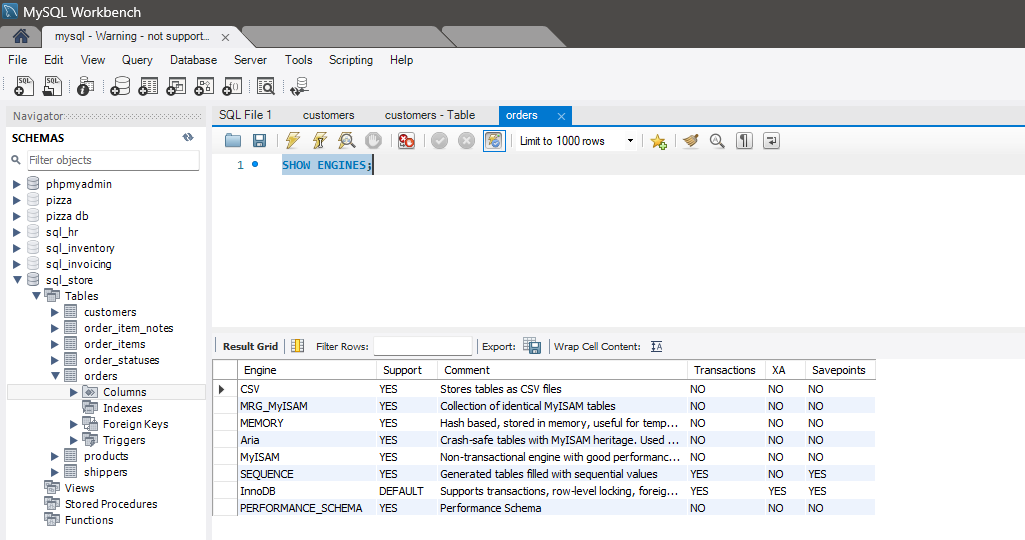 MySQL Workbench
mysql - Warning - not support...
File Edit View Query Database Server Tools Scripting Help
Navigator
SCHEMAS
Filter objects
phpmyadmin
pizza
pizza db
sql_hr
sql_inventory
sql_invoicing
sql_store
Tables
customers
order_item_notes
order_items
order_statuses
orders
Columns
Indexes
Foreign Keys
Triggers
products
shippers
Views
Stored Procedures
Functions
SQL File 1 customers customers - Table orders
Limit to 1000 rows
1 SHOW ENGINES;
Result Grid Filter Rows: Export: Wrap Cell Content:
Engine Support Comment Transactions XA Savepoints
CSV YES Stores tables as CSV files NO NO NO
MRG_MyISAM YES Collection of identical MyISAM tables NO NO NO
MEMORY YES Hash based, stored in memory, useful for temp... NO NO NO
Aria YES Crash-safe tables with MyISAM heritage. Used ... NO NO NO
MyISAM YES Non-transactional engine with good performanc... NO NO NO
SEQUENCE YES Generated tables filled with sequential values YES NO YES
InnoDB DEFAULT Supports transactions, row-level locking, foreig... YES YES YES
PERFORMANCE_SCHEMA YES Performance Schema NO NO NO